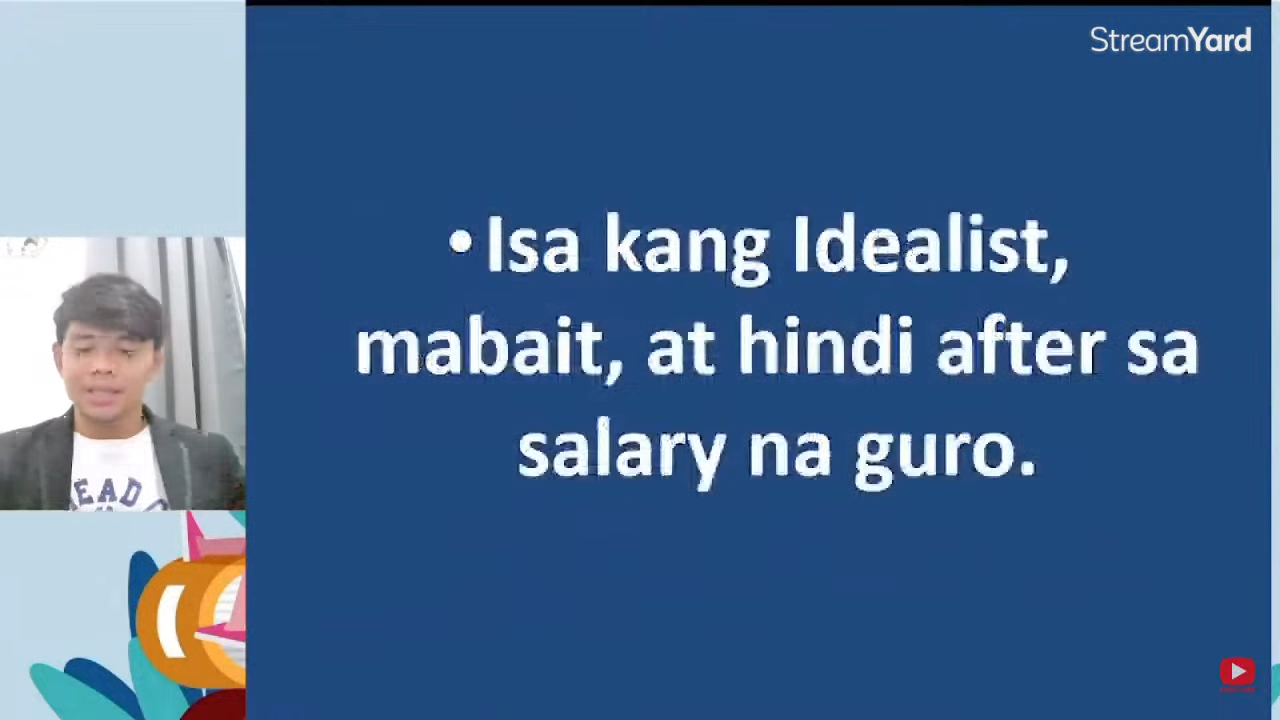 StreamYard
•Isa kang Idealist,
mabait, at hindi after sa
salary na guro.